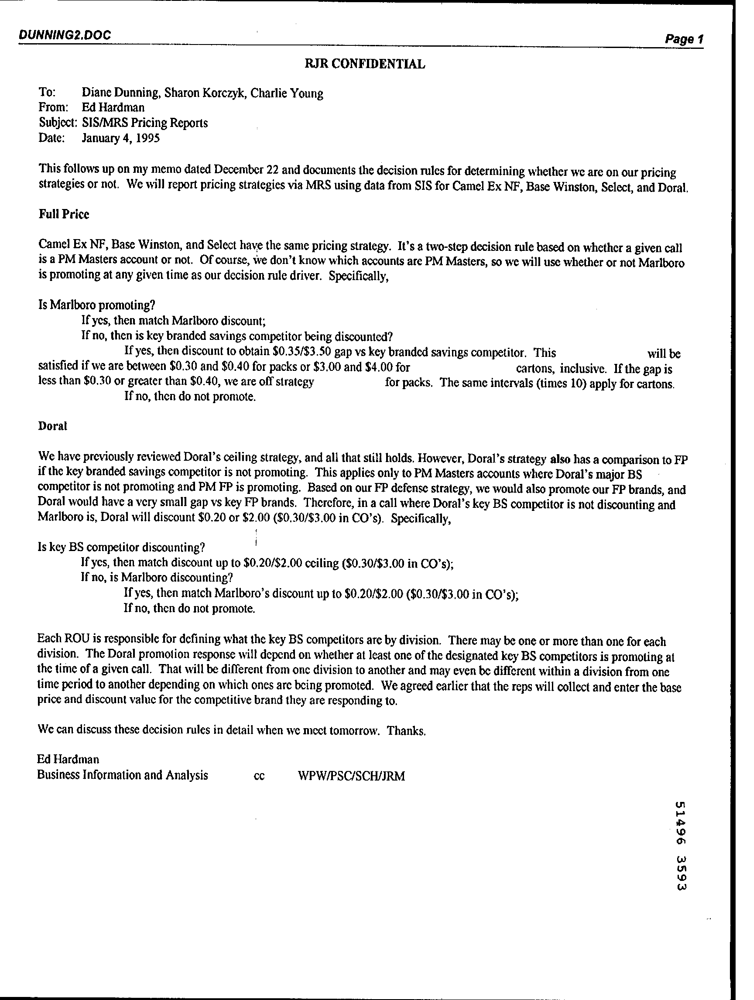 DUNNING2.DOC
Page 1
RJR CONFIDENTIAL
To: Diane Dunning, Sharon Korczyk, Charlie Young
From: Ed Hardman
Subject: SIS/MRS Pricing Reports
Date: January 4, 1995
This follows up on my memo dated December 22 and documents the decision rules for determining whether we are on our pricing
strategies or not. We will report pricing strategies via MRS using data from SIS for Camel Ex NF, Base Winston, Select, and Doral.
Full Price
Camel Ex NF, Base Winston, and Select have the same pricing strategy. It's a two-step decision rule based on whether a given call
is a PM Masters account or not. Of course, we don't know which accounts are PM Masters, so we will use whether or not Marlboro
is promoting at any given time as our decision rule driver. Specifically,
Is Marlboro promoting?
If yes, then match Marlboro discount;
If no, then is key branded savings competitor being discounted?
If yes, then discount to obtain $0.35/$3.50 gap vs key branded savings competitor. This will be
satisfied if we are between $0.30 and $0.40 for packs or $3.00 and $4.00 for cartons, inclusive. If the gap is
less than $0.30 or greater than $0.40, we are off strategy for packs. The same intervals (times 10) apply for cartons.
If no, then do not promote.
Doral
We have previously reviewed Doral's ceiling strategy, and all that still holds. However, Doral's strategy also has a comparison to FP
if the key branded savings competitor is not promoting. This applies only to PM Masters accounts where Doral's major BS
competitor is not promoting and PM FP is promoting. Based on our FP defense strategy, we would also promote our FP brands, and
Doral would have a very small gap vs key FP brands. Therefore, in a call where Doral's key BS competitor is not discounting and
Marlboro is, Doral will discount $0.20 or $2.00 ($0.30/$3.00 in CO's). Specifically,
Is key BS competitor discounting?
If yes, then match discount up to $0.20/$2.00 ceiling ($0.30/$3.00 in CO's);
If no, is Marlboro discounting?
If yes, then match Marlboro's discount up to $0.20/$2.00 ($0.30/$3.00 in CO's);
If no, then do not promote.
Each ROU is responsible for defining what the key BS competitors are by division. There may be one or more than one for each
division. The Doral promotion response will depend on whether at least one of the designated key BS competitors is promoting at
the time of a given call. That will be different from one division to another and may even be different within a division from one
time period to another depending on which ones are being promoted. We agreed earlier that the reps will collect and enter the base
price and discount value for the competitive brand they are responding to.
We can discuss these decision rules in detail when we meet tomorrow. Thanks.
Ed Hardman
Business Information and Analysis cc WPW/PSC/SCH/JRM
51496 3593